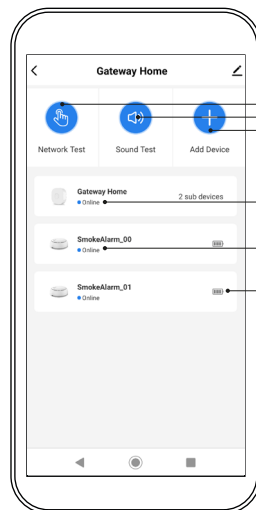 Gateway Home
Network Test
Sound Test
Add Device
Gateway Home
Online
2 sub devices
SmokeAlarm_00
Online
SmokeAlarm_01
Online